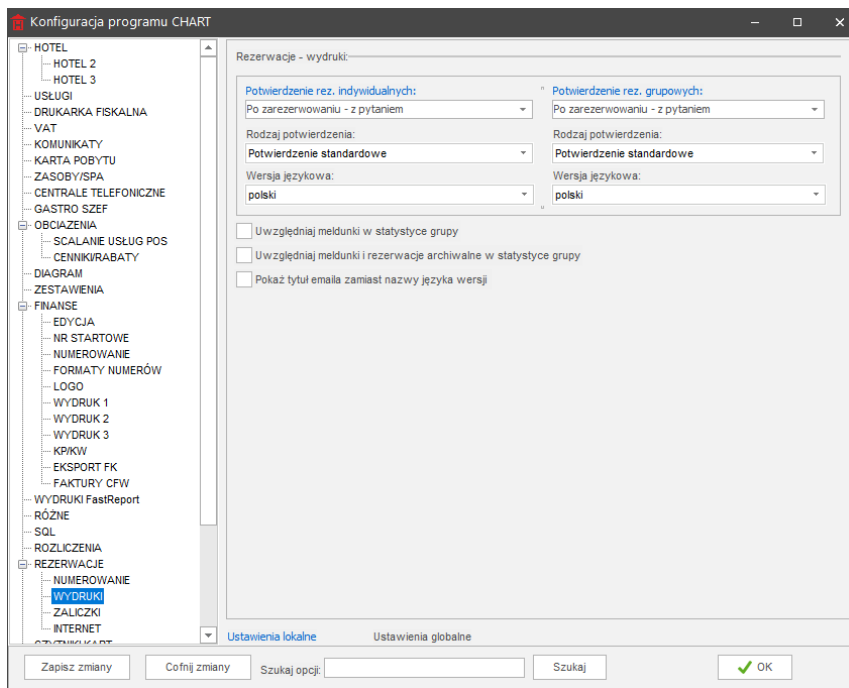 Konfiguracja programu CHART
HOTEL
HOTEL 2
HOTEL 3
USŁUGI
DRUKARKA FISKALNA
VAT
KOMUNIKATY
KARTA POBYTU
ZASOBY/SPA
CENTRALE TELEFONICZNE
GASTRO SZEF
OBCIAZENIA
SCALANIE USŁUG POS
CENNIKI/RABATY
DIAGRAM
ZESTAWIENIA
FINANSE
EDYCJA
NR STARTOWE
NUMEROWANIE
FORMATY NUMERÓW
LOGO
WYDRUK 1
WYDRUK 2
WYDRUK 3
KP/KW
EKSPORT FK
FAKTURY CFW
WYDRUKI FastReport
RÓŻNE
SQL
ROZLICZENIA
REZERWACJE
NUMEROWANIE
WYDRUKI
ZALICZKI
INTERNET
Rezerwacje - wydruki:
Potwierdzenie rez. indywidualnych:
Po zarezerwowaniu - z pytaniem
Rodzaj potwierdzenia:
Potwierdzenie standardowe
Wersja językowa:
polski
Potwierdzenie rez. grupowych:
Po zarezerwowaniu - z pytaniem
Rodzaj potwierdzenia:
Potwierdzenie standardowe
Wersja językowa:
polski
Uwzględniaj meldunki w statystyce grupy
Uwzględniaj meldunki i rezerwacje archiwalne w statystyce grupy
Pokaż tytuł emaila zamiast nazwy języka wersji
Ustawienia lokalne Ustawienia globalne
Zapisz zmiany Cofnij zmiany Szukaj opcji: Szukaj OK